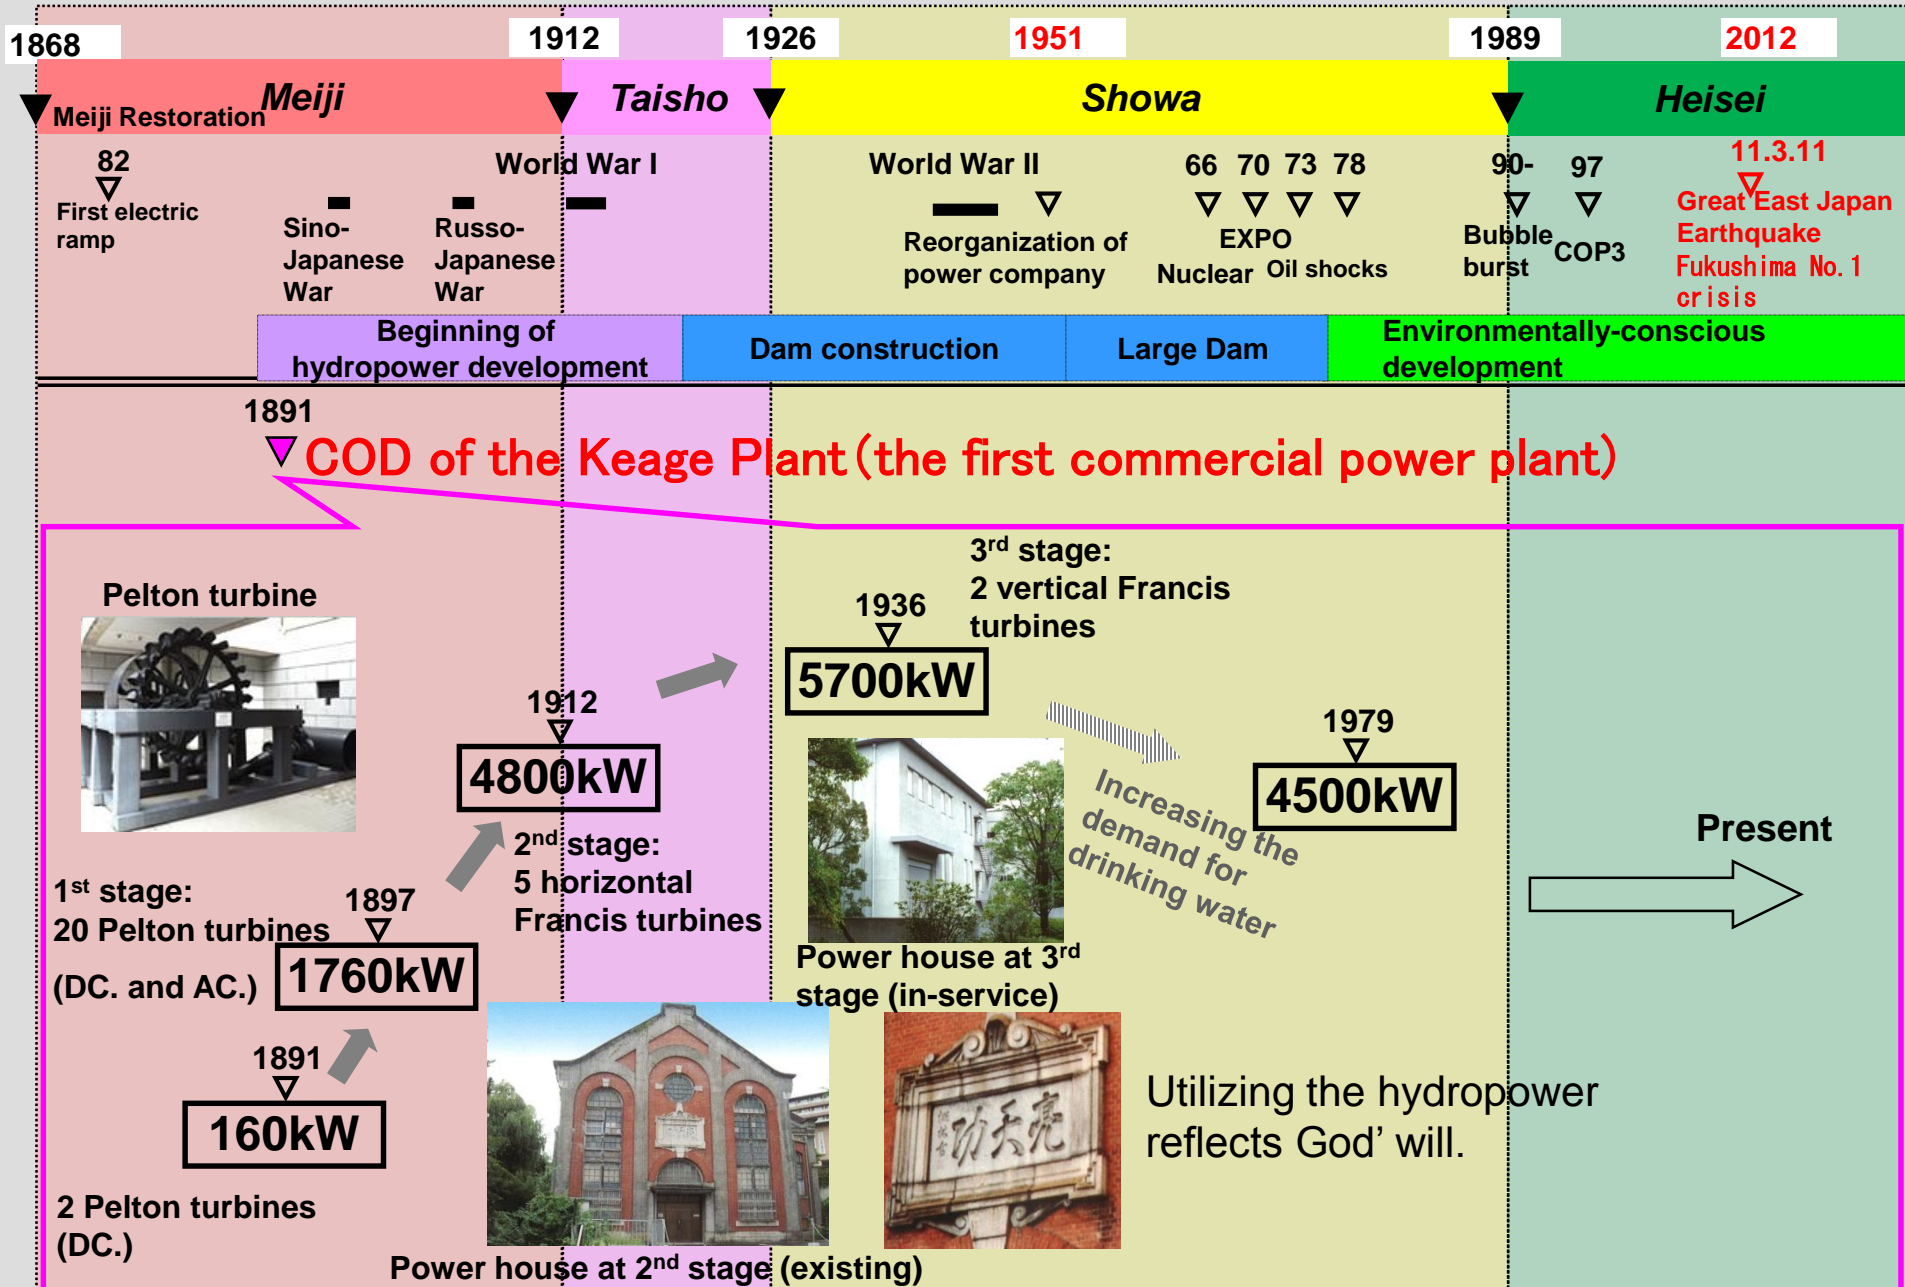 1868
1912
1926
1951
1989
2012
Meiji
Taisho
Showa
Heisei
Meiji Restoration
82
First electric
ramp
Sino-
Japanese
War
Russo-
Japanese
War
World War I
World War II
Reorganization of
power company
66 70 73 78
EXPO
Nuclear Oil shocks
90-
Bubble
burst
97
COP3
11.3.11
Great East Japan
Earthquake
Fukushima No.1
crisis
Beginning of
hydropower development
Dam construction
Large Dam
Environmentally-conscious
development
1891
COD of the Keage Plant(the first commercial power plant)
Pelton turbine
1st stage:
20 Pelton turbines
(DC. and AC.)
1897
1760kW
1891
160kW
2 Pelton turbines
(DC.)
1912
4800kW
2nd stage:
5 horizontal
Francis turbines
1936
5700kW
3rd stage:
2 vertical Francis
turbines
Increasing the
demand for
drinking water
1979
4500kW
Present
Power house at 3rd
stage (in-service)
Power house at 2nd stage (existing)
功天亮
Utilizing the hydropower
reflects God' will.